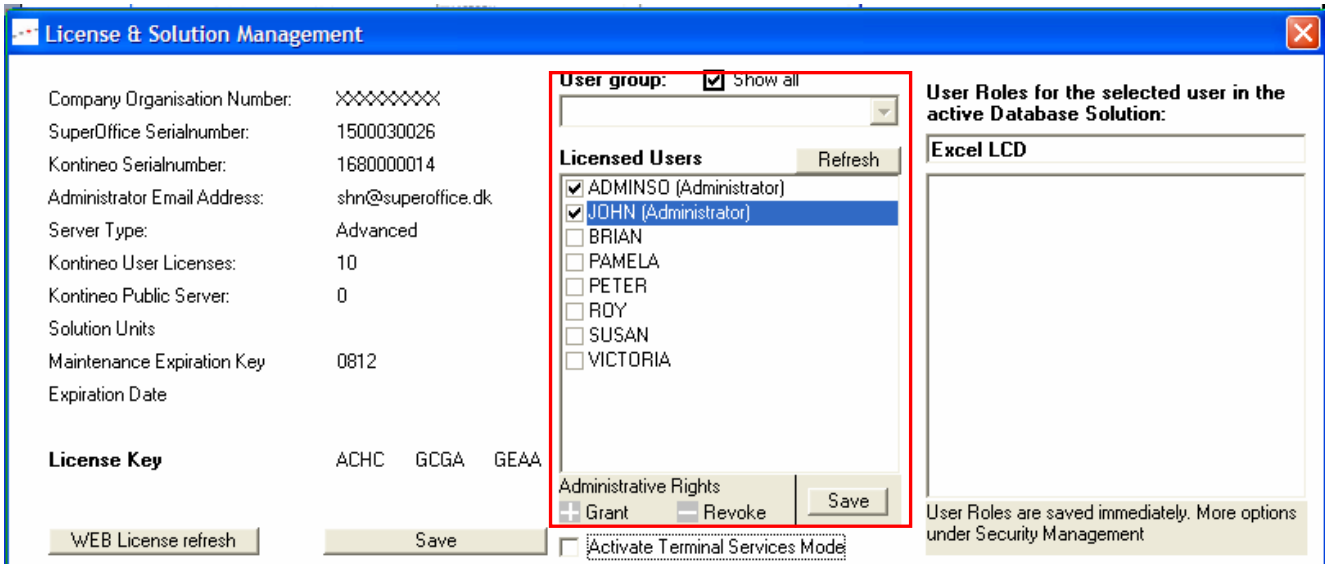 License & Solution Management
Company Organisation Number: XXXXXXXXX
SuperOffice Serialnumber: 1500030026
Kontineo Serialnumber: 1680000014
Administrator Email Address: shn@superoffice.dk
Server Type: Advanced
Kontineo User Licenses: 10
Kontineo Public Server: 0
Solution Units
Maintenance Expiration Key 0812
Expiration Date
License Key ACHC GCGA GEAA
WEB License refresh Save
User group: Show all
Licensed Users Refresh
ADMINSO (Administrator)
JOHN (Administrator)
BRIAN
PAMELA
PETER
ROY
SUSAN
VICTORIA
Administrative Rights
Grant Revoke Save
Activate Terminal Services Mode
User Roles for the selected user in the
active Database Solution:
Excel LCD
User Roles are saved immediately. More options
under Security Management